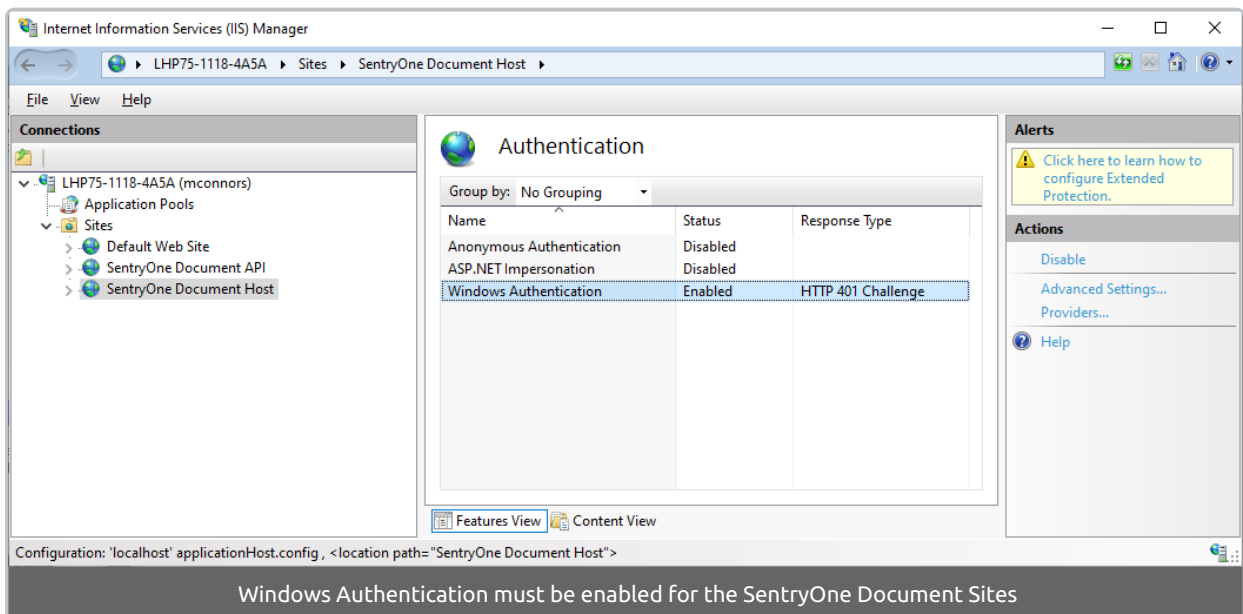 Internet Information Services (IIS) Manager
LHP75-1118-4A5A
Sites
SentryOne Document Host
File View Help
Connections
LHP75-1118-4A5A (mconnors)
Application Pools
Sites
Default Web Site
SentryOne Document API
SentryOne Document Host
Authentication
Group by: No Grouping
Name Status Response Type
Anonymous Authentication Disabled
ASP.NET Impersonation Disabled
Windows Authentication Enabled HTTP 401 Challenge
Features View Content View
Alerts
Click here to learn how to
configure Extended
Protection.
Actions
Disable
Advanced Settings...
Providers...
Help
Configuration: 'localhost' applicationHost.config , <location path="SentryOne Document Host">
Windows Authentication must be enabled for the SentryOne Document Sites